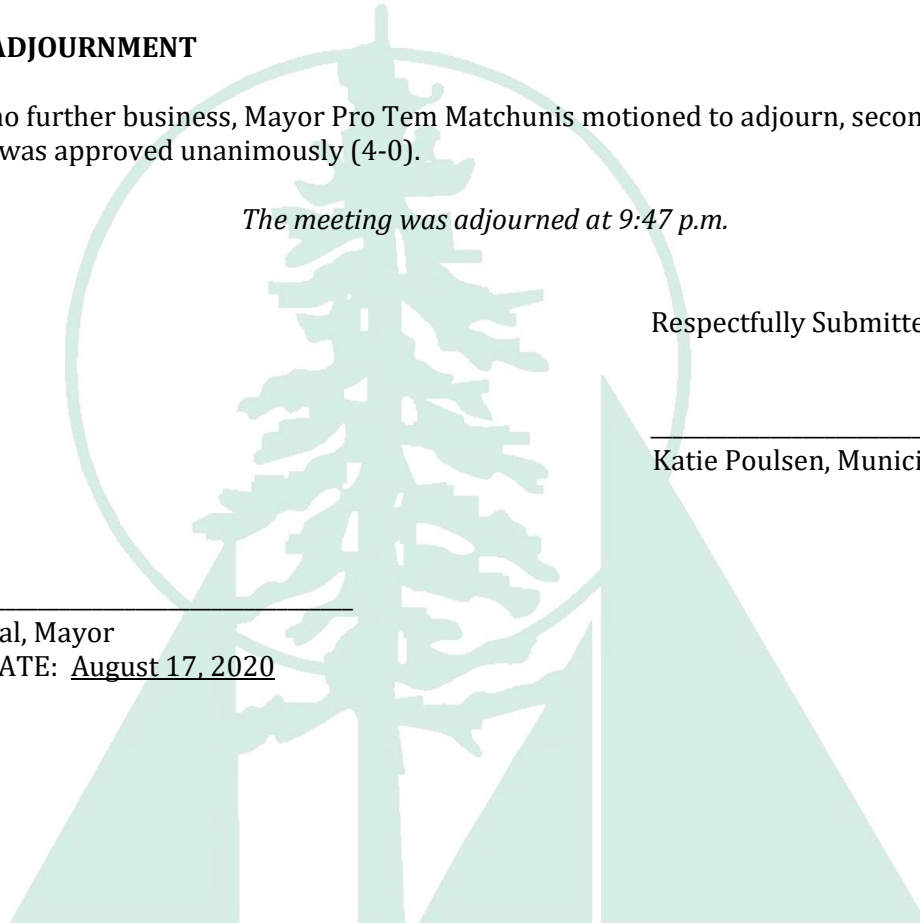 ADJOURNMENT
no further business, Mayor Pro Tem Matchunis motioned to adjourn, secon
was approved unanimously (4-0).
The meeting was adjourned at 9:47 p.m.
Respectfully Submitte
Katie Poulsen, Munici
al, Mayor
ATE: August 17, 2020